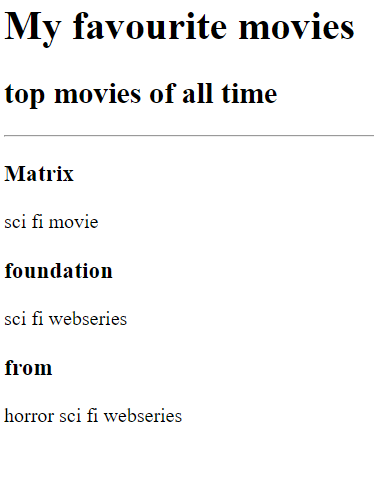 My favourite movies
top movies of all time
Matrix
sci fi movie
foundation
sci fi webseries
from
horror sci fi webseries